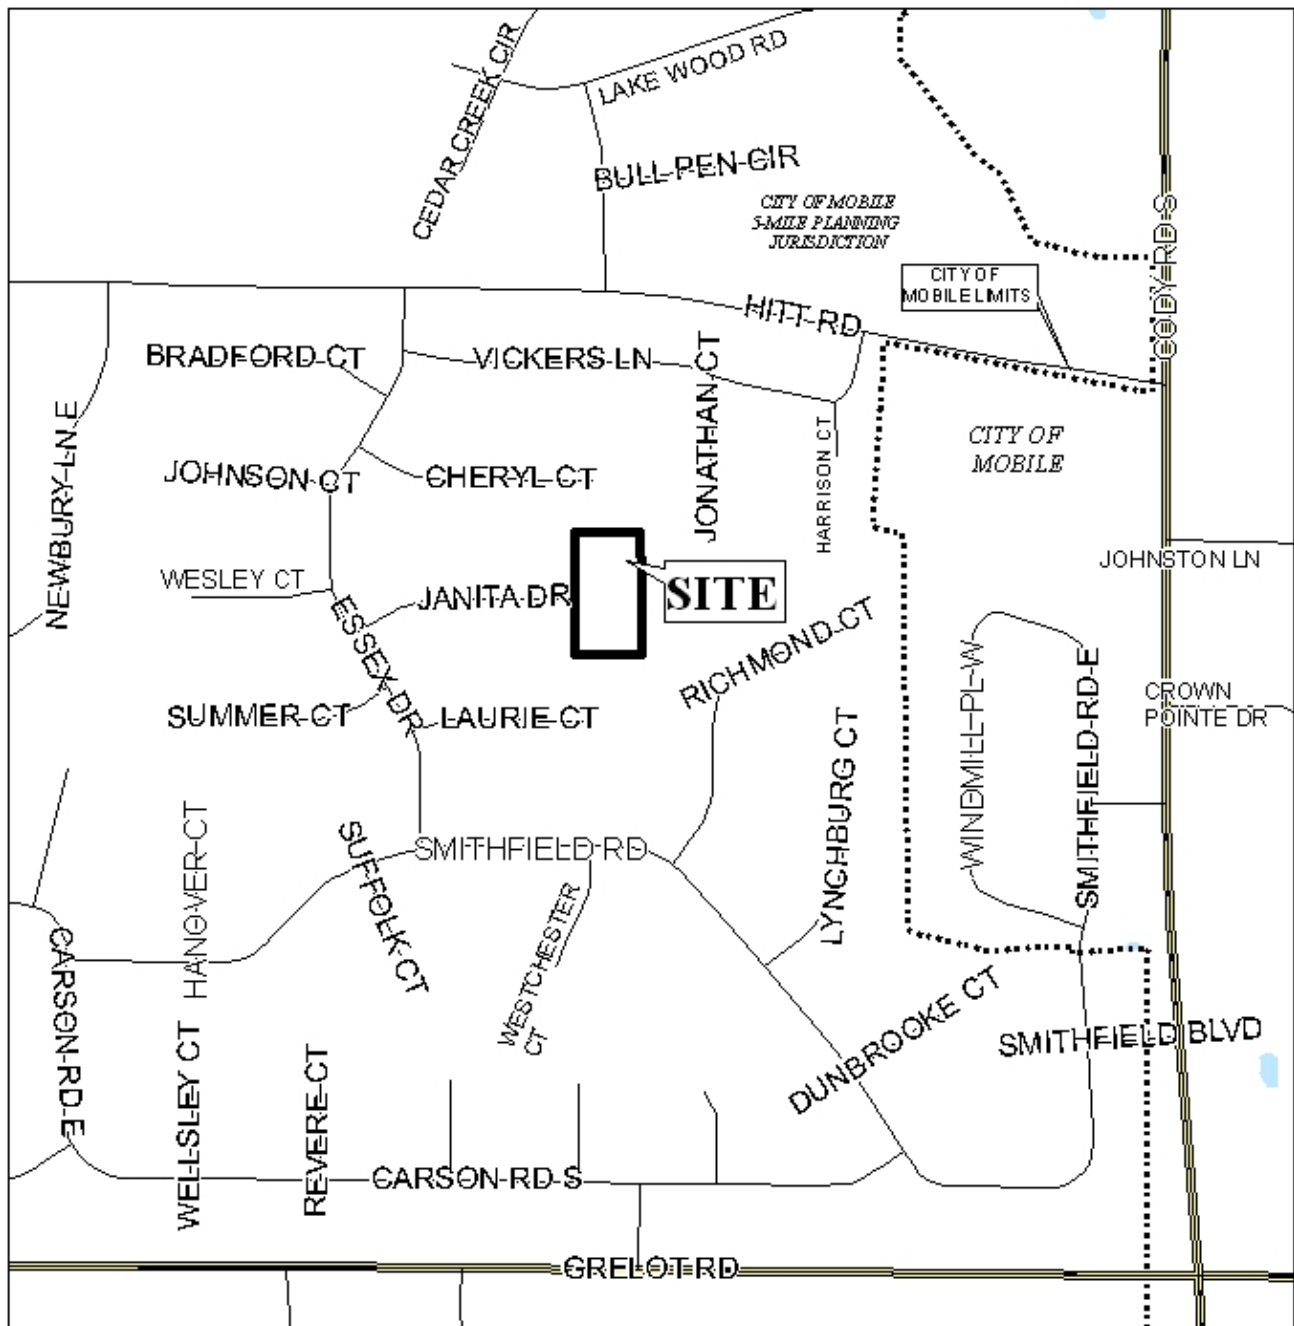 CEDAR CREEK CIR
LAKE WOOD RD
BULL PEN CIR
CITY OF MOBILE
5-MILE PLANNING
JURISDICTION
CITY OF
MOBILE LIMITS
CODY RD S
HITT RD
BRADFORD CT
VICKERS LN
JONATHAN CT
NEWBURY LN E
JOHNSON CT
CHERYL CT
HARRISON CT
CITY OF
MOBILE
WESLEY CT
ESSEX DR
JANITA DR
SITE
JOHNSTON LN
RICHMOND CT
SUMMER CT
LAURIE CT
WINDMILL PL W
SMITHFIELD RD E
CROWN
POINTE DR
HANOVER CT
SUFFOLK CT
SMITHFIELD RD
LYNCHBURG CT
WESTCHESTER
CT
CARSON RD E
WELLSLEY CT
REVERE CT
DUNBROOKE CT
SMITHFIELD BLVD
CARSON RD S
GRELOT RD